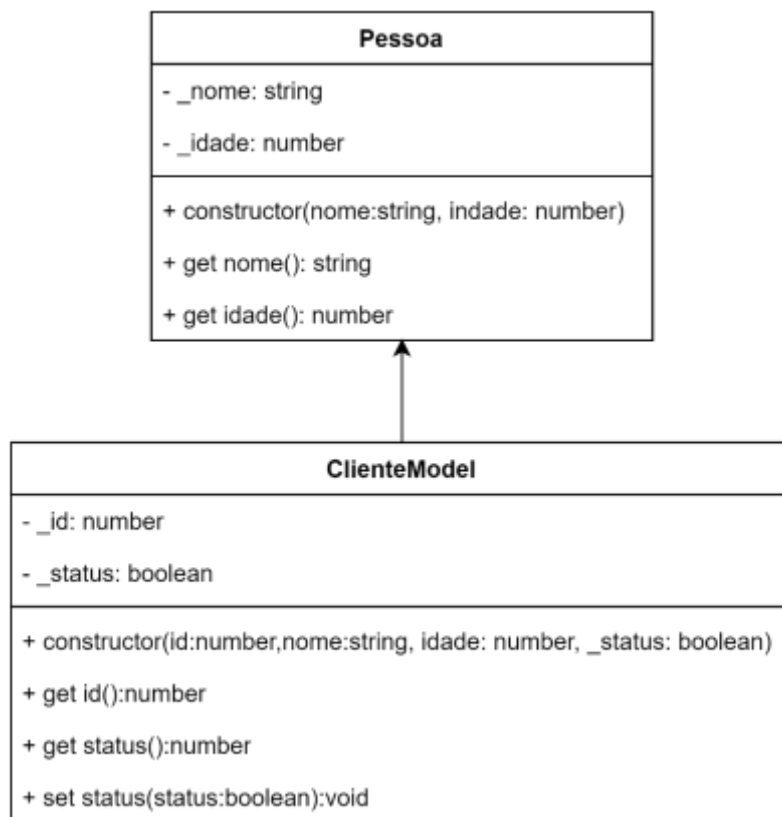 Pessoa
- _nome: string
- _idade: number
+ constructor(nome:string, indade: number)
+ get nome(): string
+ get idade(): number
ClienteModel
- _id: number
- _status: boolean
+ constructor(id:number,nome:string, idade: number, _status: boolean)
+ get id():number
+ get status():number
+ set status(status:boolean):void